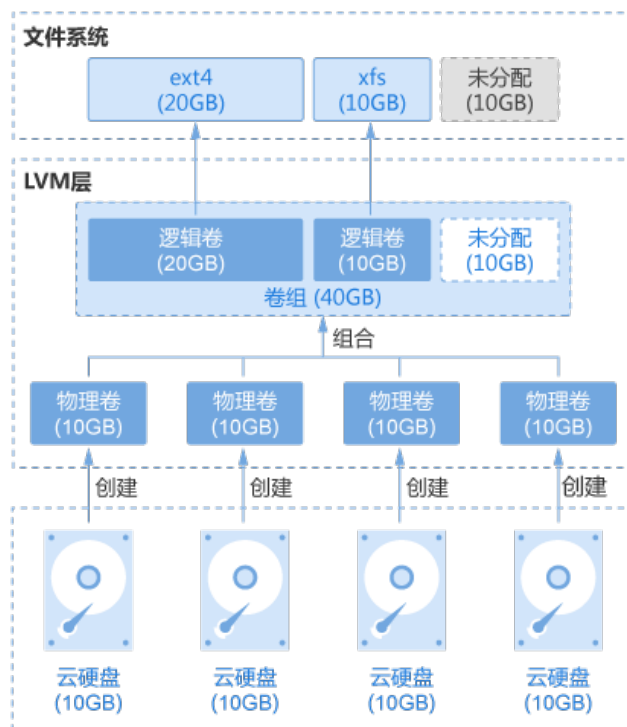 文件系统
ext4
(20GB)
xfs
(10GB)
未分配
(10GB)
LVM层
逻辑卷
(20GB)
逻辑卷
(10GB)
未分配
(10GB)
卷组 (40GB)
组合
物理卷
(10GB)
物理卷
(10GB)
物理卷
(10GB)
物理卷
(10GB)
创建
创建
创建
创建
云硬盘
(10GB)
云硬盘
(10GB)
云硬盘
(10GB)
云硬盘
(10GB)